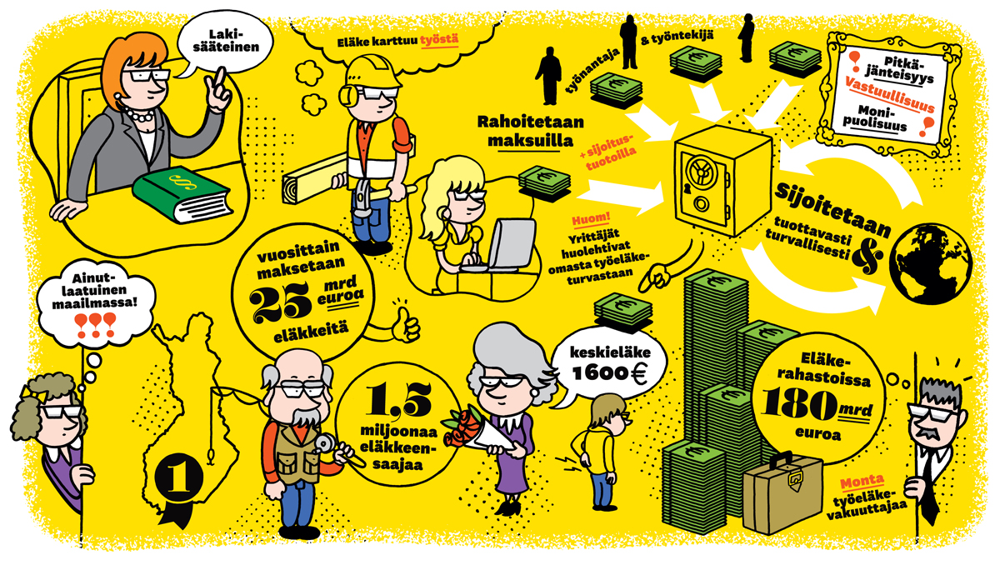 Laki-
sääteinen
Eläke karttuu työstä
työnantaja
& työntekijä
Rahoitetaan
maksuilla
+ sijoitus-
tuotoilla
Pitkä-
jänteisyys
Vastuullisuus
Moni-
puolisuus
Sijoitetaan
tuottavasti
& turvallisesti
Huom!
Yrittäjät
huolehtivat
omasta työeläke-
turvastaan
Ainut-
laatuinen
maailmassa!
!!!
1
vuosittain
maksetaan
25 mrd
euroa
eläkkeitä
1,5
miljoonaa
eläkkeen-
saajaa
keskieläke
1600 €
Eläke-
rahastoissa
180 mrd
euroa
Monta
työeläke-
vakuuttajaa